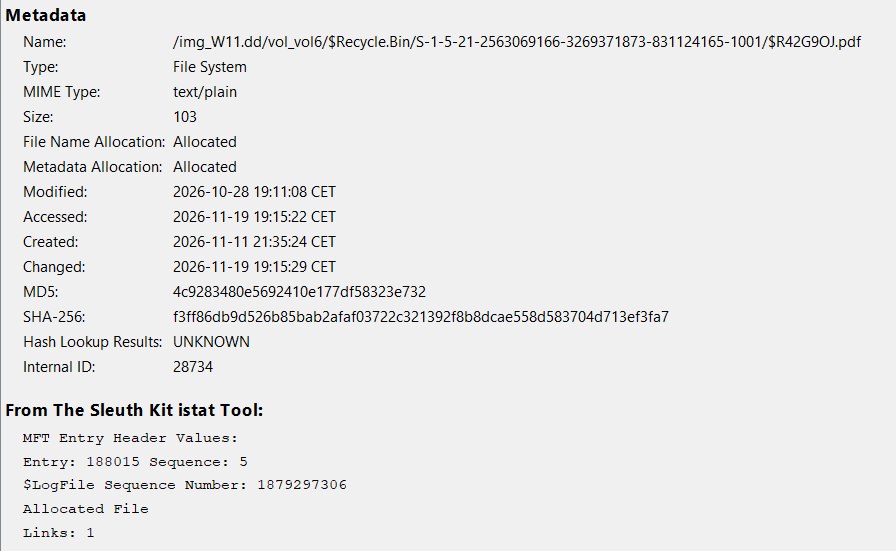 Metadata
Name: /img_W11.dd/vol_vol6/$Recycle.Bin/S-1-5-21-2563069166-3269371873-831124165-1001/$R42G9OJ.pdf
Type: File System
MIME Type: text/plain
Size: 103
File Name Allocation: Allocated
Metadata Allocation: Allocated
Modified: 2026-10-28 19:11:08 CET
Accessed: 2026-11-19 19:15:22 CET
Created: 2026-11-11 21:35:24 CET
Changed: 2026-11-19 19:15:29 CET
MD5: 4c9283480e5692410e177df58323e732
SHA-256: f3ff86db9d526b85bab2afaf03722c321392f8b8dcae558d583704d713ef3fa7
Hash Lookup Results: UNKNOWN
Internal ID: 28734
From The Sleuth Kit istat Tool:
MFT Entry Header Values:
Entry: 188015 Sequence: 5
$LogFile Sequence Number: 1879297306
Allocated File
Links: 1